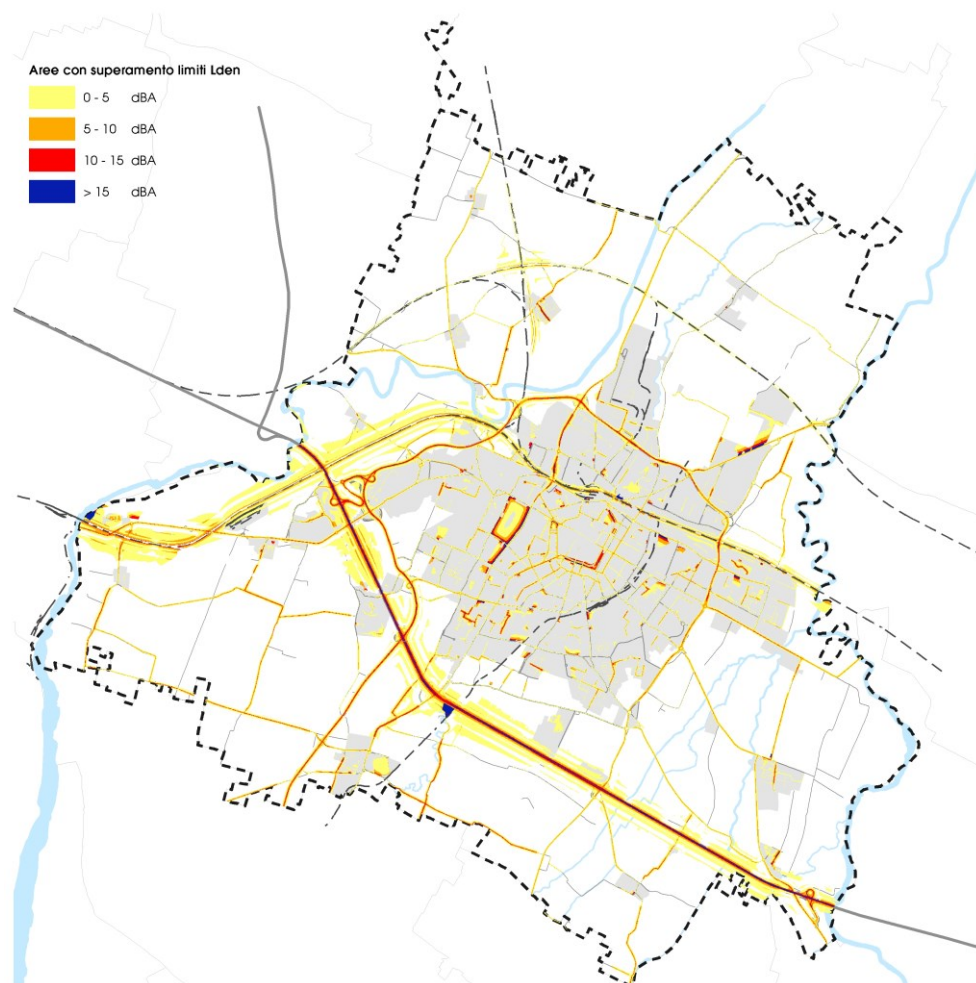 Aree con superamento limiti Lden
0 - 5 dBA
5 - 10 dBA
10 - 15 dBA
> 15 dBA